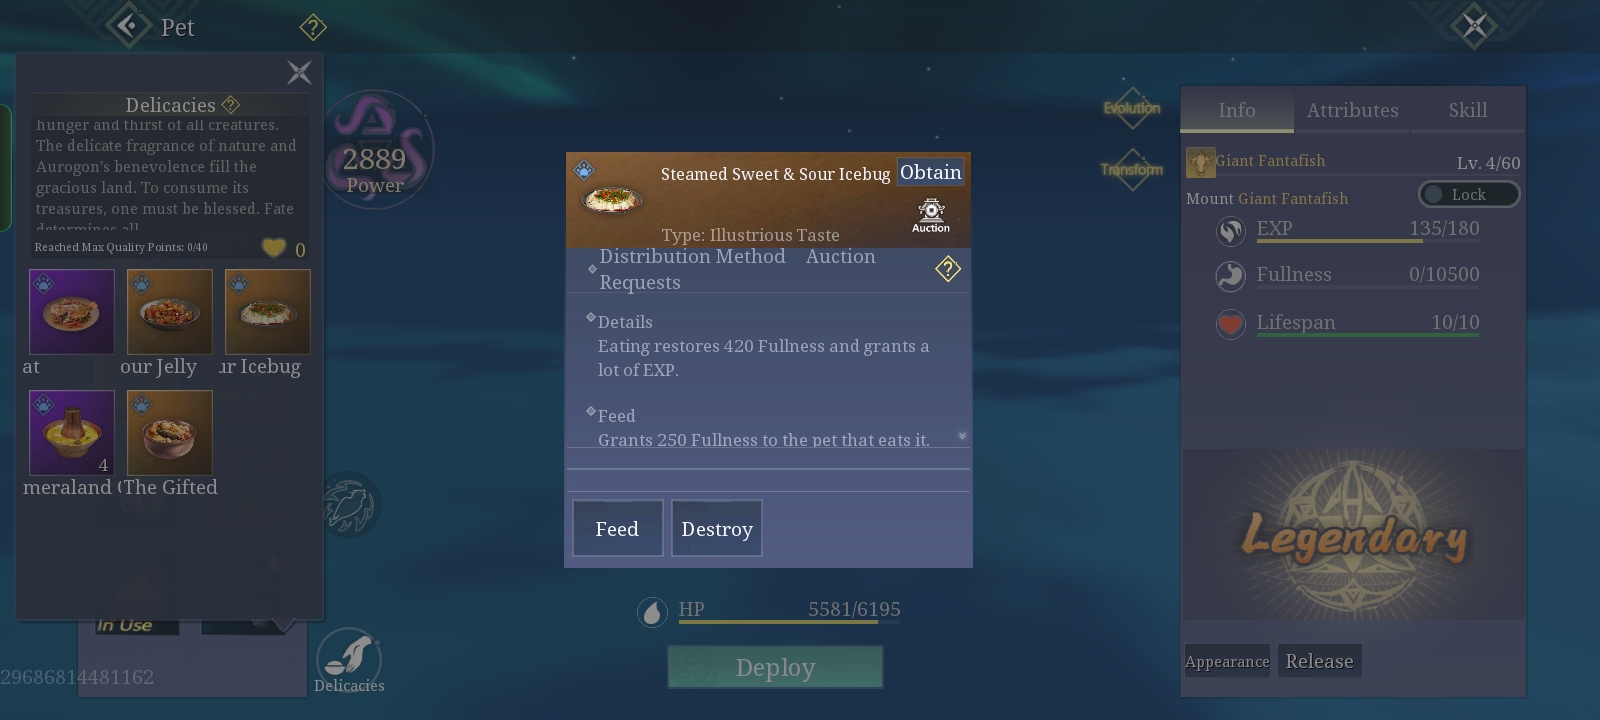 Pet
?
Delicacies ?
hunger and thirst of all creatures.
The delicate fragrance of nature and
Aurogon's benevolence fill the
gracious land. To consume its
treasures, one must be blessed. Fate
determines all
Reached Max Quality Points: 0/40
0
at
our Jelly
ur Icebug
4
meraland
The Gifted
In Use
29686814481162
Delicacies
2889
Power
Steamed Sweet & Sour Icebug
Obtain
Auction
Type: Illustrious Taste
Distribution Method Auction
Requests
?
Details
Eating restores 420 Fullness and grants a
lot of EXP.
Feed
Grants 250 Fullness to the pet that eats it.
Feed
Destroy
HP
5581/6195
Deploy
Evolution
Transform
Info
Attributes
Skill
Giant Fantafish
Lv. 4/60
Mount Giant Fantafish
Lock
EXP
135/180
Fullness
0/10500
Lifespan
10/10
Legendary
Appearance
Release